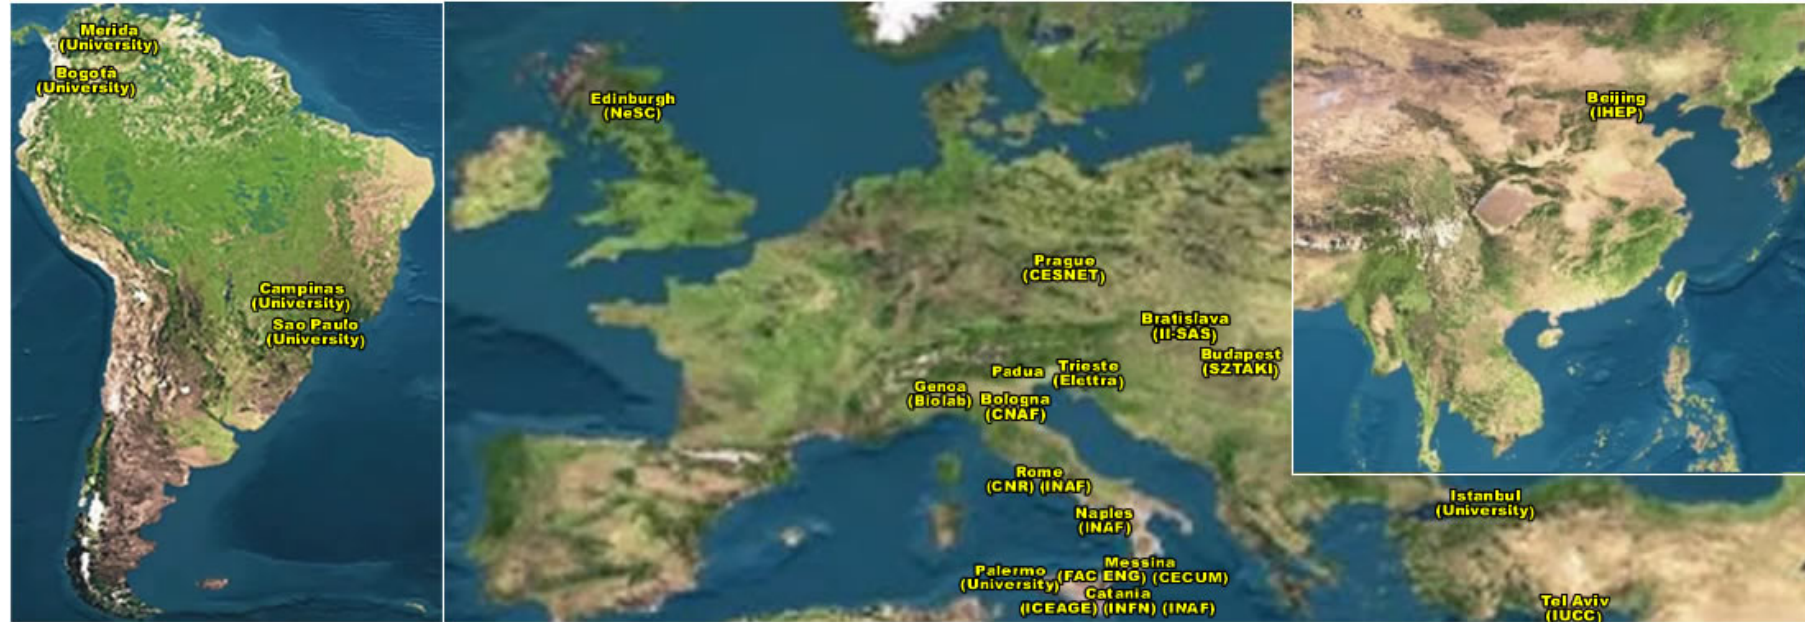 Merida
(University)
Bogotà
(University)
Campinas
(University)
Sao Paulo
(University)
Edinburgh
(NeSC)
Prague
(CESNET)
Bratislava
(II-SAS)
Budapest
(SZTAKI)
Padua
Trieste
(Elettra)
Genoa
(Biolab)
Bologna
(CNAF)
Rome
(CNR) (INAF)
Naples
(INAF)
Messina
(FAC ENG) (CECUM)
Palermo
(University)
Catania
(ICEAGE) (INFN) (INAF)
Beijing
(IHEP)
Istanbul
(University)
Tel Aviv
(IUCC)